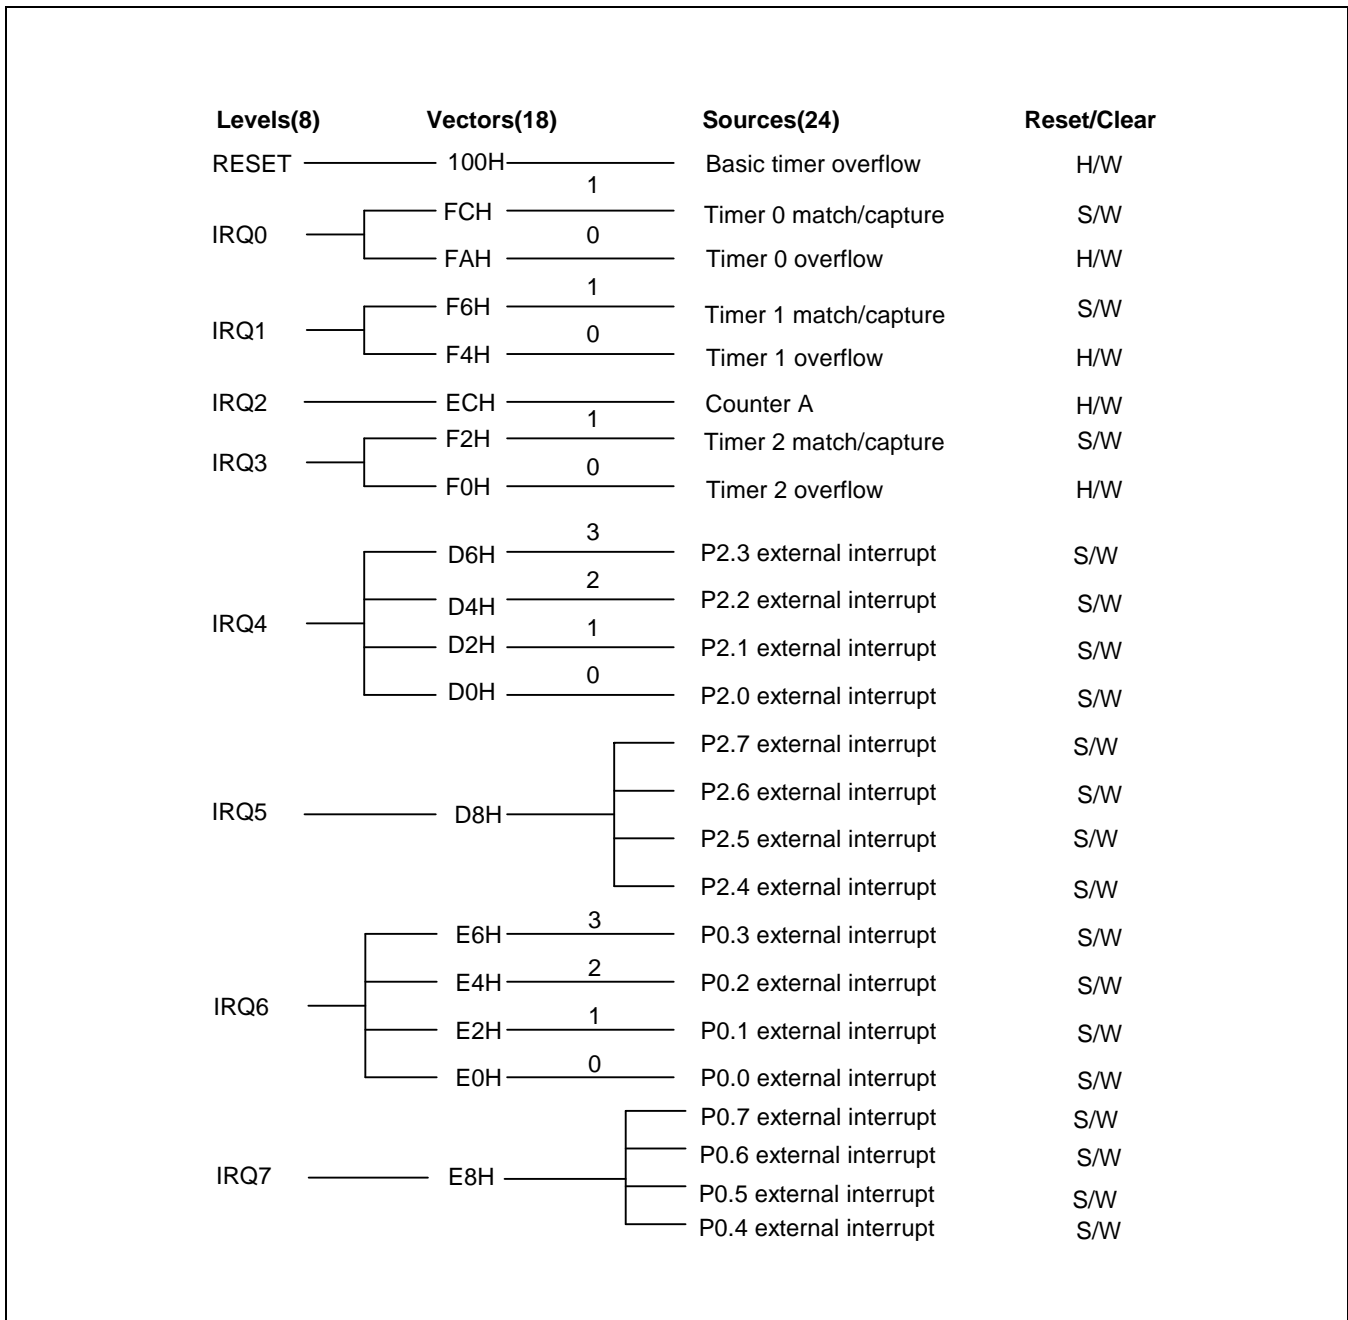 Levels(8) Vectors(18) Sources(24) Reset/Clear
RESET 100H Basic timer overflow H/W
1
FCH Timer 0 match/capture S/W
IRQ0 0
FAH Timer 0 overflow H/W
1
F6H Timer 1 match/capture S/W
IRQ1 0
F4H Timer 1 overflow H/W
IRQ2 ECH Counter A H/W
1
F2H Timer 2 match/capture S/W
IRQ3 0
F0H Timer 2 overflow H/W
3
D6H P2.3 external interrupt S/W
2
D4H P2.2 external interrupt S/W
IRQ4 1
D2H P2.1 external interrupt S/W
0
D0H P2.0 external interrupt S/W
P2.7 external interrupt S/W
P2.6 external interrupt S/W
IRQ5 D8H
P2.5 external interrupt S/W
P2.4 external interrupt S/W
3
E6H P0.3 external interrupt S/W
2
E4H P0.2 external interrupt S/W
IRQ6 1
E2H P0.1 external interrupt S/W
0
E0H P0.0 external interrupt S/W
P0.7 external interrupt S/W
P0.6 external interrupt S/W
IRQ7 E8H
P0.5 external interrupt S/W
P0.4 external interrupt S/W